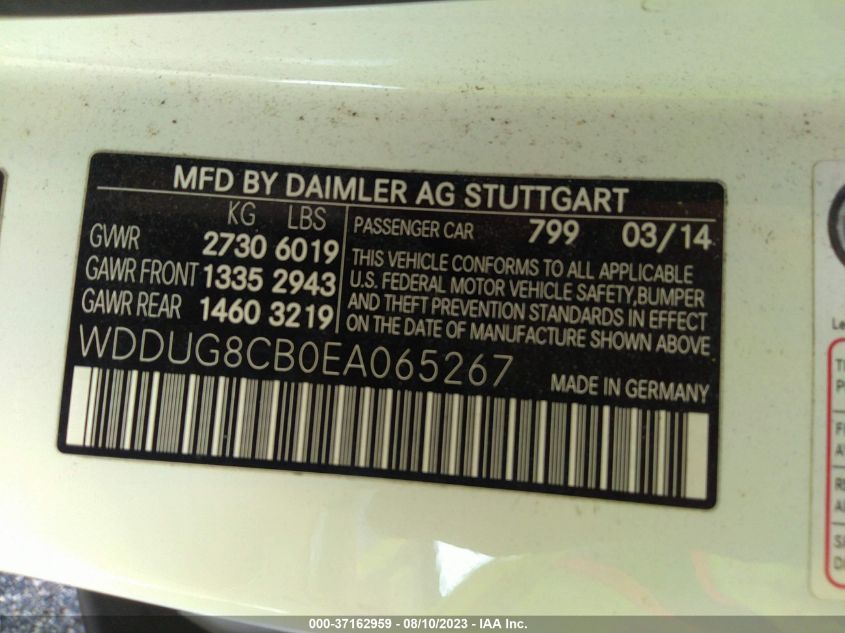 MFD BY DAIMLER AG STUTTGART
KG LBS
GVWR 2730 6019
GAWR FRONT 1335 2943
GAWR REAR 1460 3219
PASSENGER CAR 799 03/14
THIS VEHICLE CONFORMS TO ALL APPLICABLE
U.S. FEDERAL MOTOR VEHICLE SAFETY,BUMPER
AND THEFT PREVENTION STANDARDS IN EFFECT
ON THE DATE OF MANUFACTURE SHOWN ABOVE
WDDUG8CB0EA065267
MADE IN GERMANY
000-37162959 - 08/10/2023 - IAA Inc.